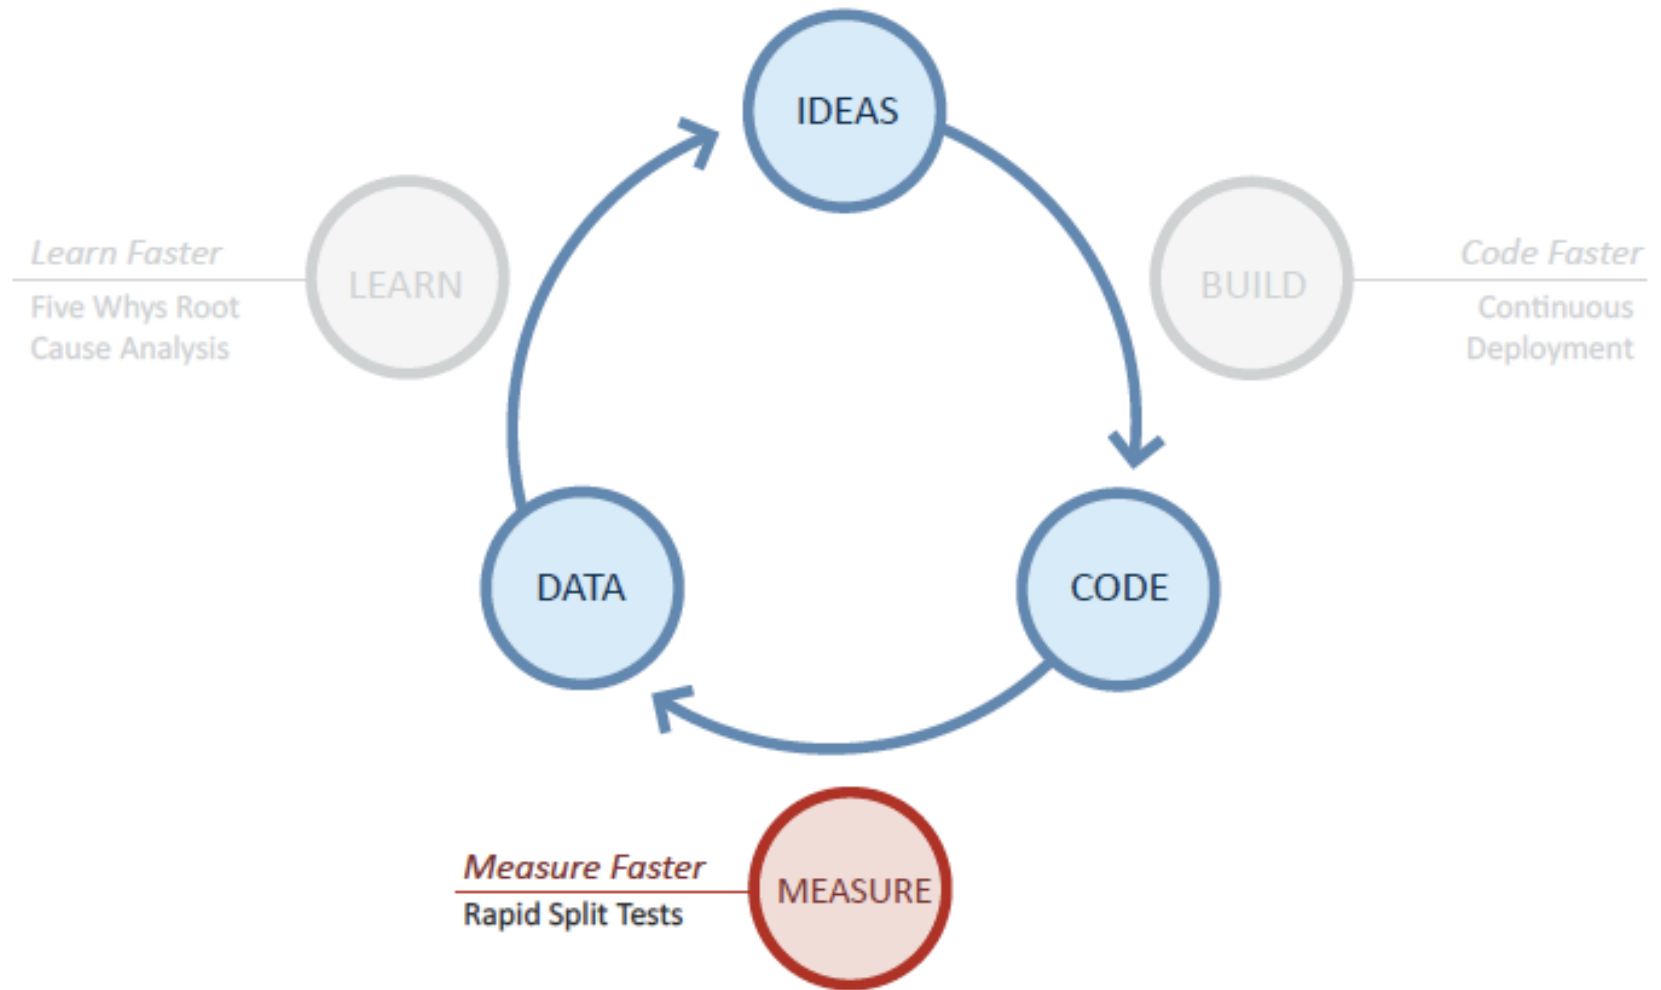 IDEAS
Learn Faster
LEARN
Five Whys Root
Cause Analysis
BUILD
Code Faster
Continuous
Deployment
DATA
CODE
Measure Faster
MEASURE
Rapid Split Tests